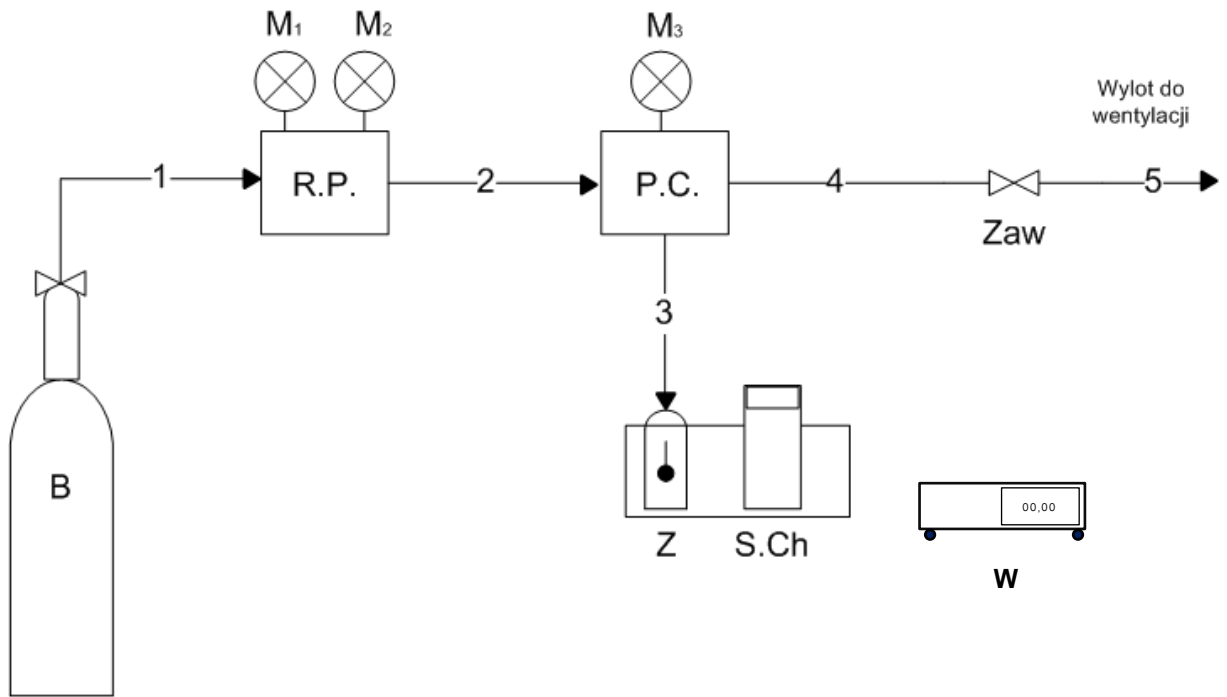 M₁ M₂ M₃
Wylot do
wentylacji
1 R.P. 2 P.C. 4 5
Zaw
3
B
00,00
Z S.Ch
W